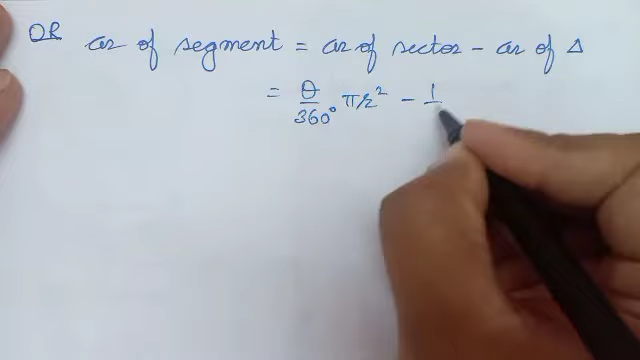 OR ar of segment = ar of sector - ar of Δ
= θ/360° πr² - 1